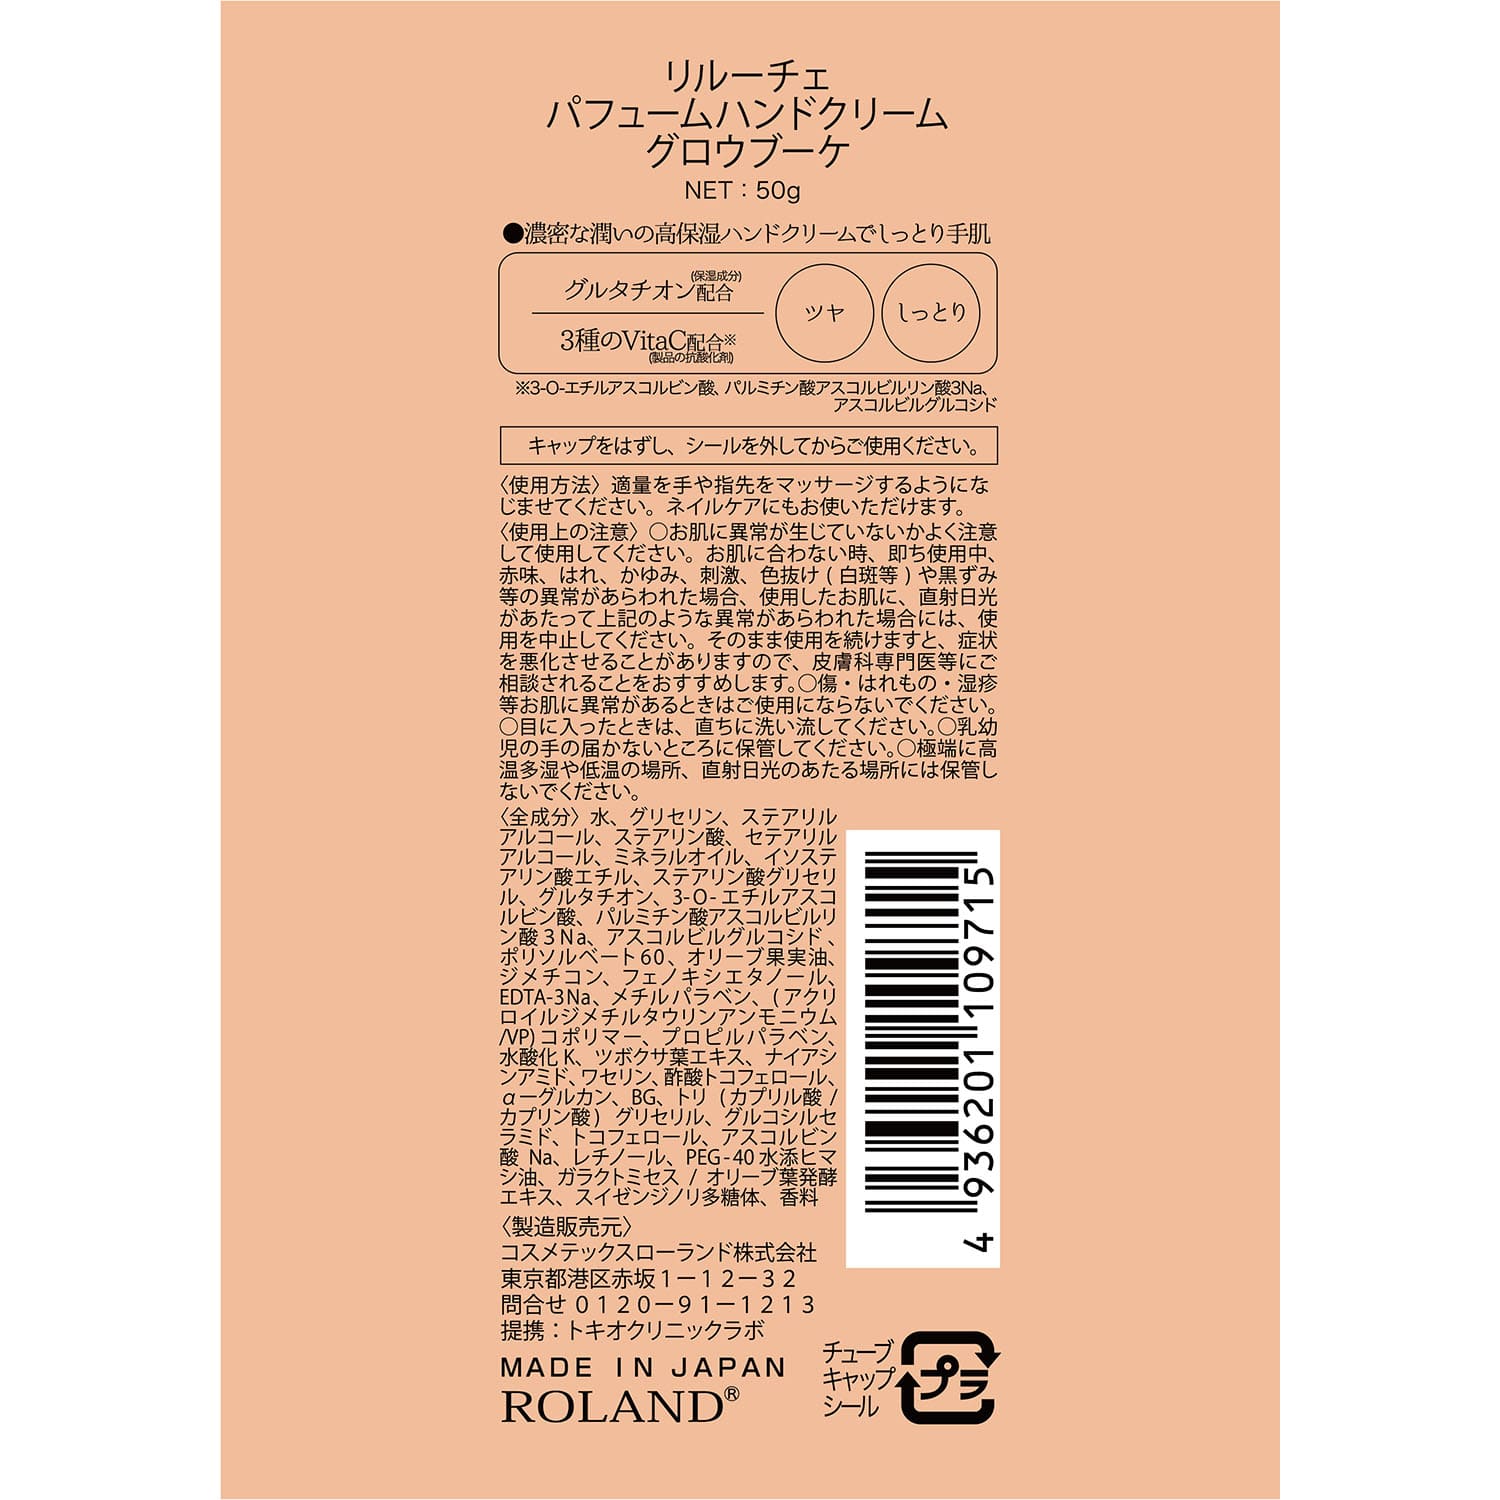 リルーチェ
パフュームハンドクリーム
グロウブーケ
NET：50g
●濃密な潤いの高保湿ハンドクリームでしっとり手肌
グルタチオン(保湿成分)配合
3種のVitaC配合※
(製品の抗酸化剤)
ツヤ
しっとり
※3-O-エチルアスコルビン酸、パルミチン酸アスコルビルリン酸3Na、
アスコルビルグルコシド
キャップをはずし、シールを外してからご使用ください。
〈使用方法〉適量を手や指先をマッサージするようにな
じませてください。ネイルケアにもお使いただけます。
〈使用上の注意〉○お肌に異常が生じていないかよく注意
して使用してください。お肌に合わない時、即ち使用中、
赤味、はれ、かゆみ、刺激、色抜け(白斑等)や黒ずみ
等の異常があらわれた場合、使用したお肌に、直射日光
があたって上記のような異常があらわれた場合には、使
用を中止してください。そのまま使用を続けますと、症状
を悪化させることがありますので、皮膚科専門医等にご
相談されることをおすすめします。○傷・はれもの・湿疹
等お肌に異常があるときはご使用にならないでください。
○目に入ったときは、直ちに洗い流してください。○乳幼
児の手の届かないところに保管してください。○極端に高
温多湿や低温の場所、直射日光のあたる場所には保管し
ないでください。
〈全成分〉水、グリセリン、ステアリル
アルコール、ステアリン酸、セテアリル
アルコール、ミネラルオイル、イソステ
アリン酸エチル、ステアリン酸グリセリ
ル、グルタチオン、3-O-エチルアスコ
ルビン酸、パルミチン酸アスコルビルリ
ン酸3Na、アスコルビルグルコシド、
ポリソルベート60、オリーブ果実油、
ジメチコン、フェノキシエタノール、
EDTA-3Na、メチルパラベン、(アクリ
ロイルジメチルタウリンアンモニウム
/VP)コポリマー、プロピルパラベン、
水酸化K、ツボクサ葉エキス、ナイアシ
ンアミド、ワセリン、酢酸トコフェロール、
α－グルカン、BG、トリ(カプリル酸/
カプリン酸)グリセリル、グルコシルセ
ラミド、トコフェロール、アスコルビン
酸Na、レチノール、PEG-40水添ヒマ
シ油、ガラクトミセス/オリーブ葉発酵
エキス、スイゼンジノリ多糖体、香料
〈製造販売元〉
コスメテックスローランド株式会社
東京都港区赤坂1－12－32
問合せ0120－91－1213
提携：トキオクリニックラボ
MADE IN JAPAN
ROLAND®
4 936201 109715
チューブ
キャップ
シール
プラ